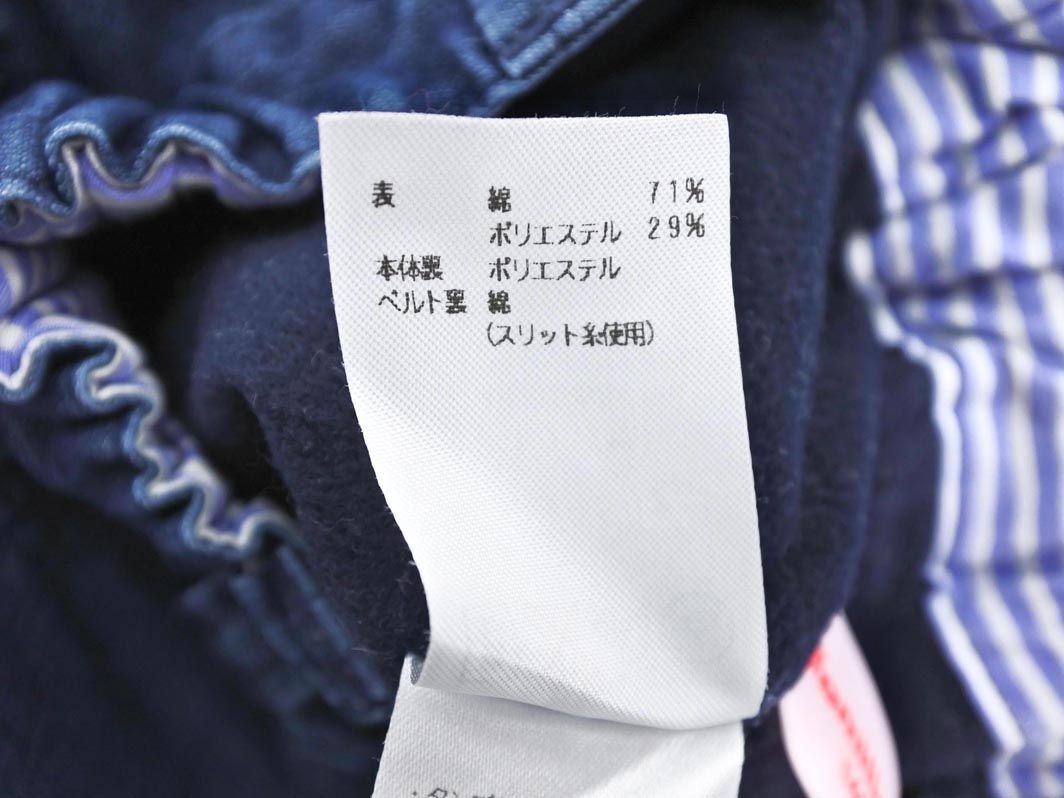 表 綿 71%
ポリエステル 29%
本体裏 ポリエステル
ベルト裏 綿
(スリット糸使用)